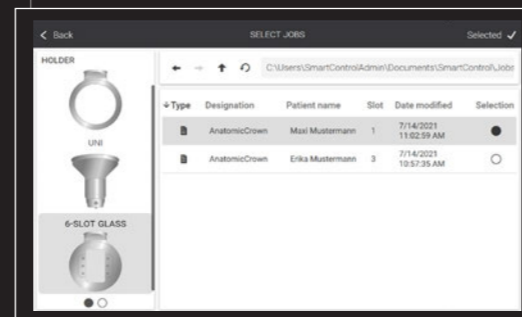 Back
SELECT JOBS
Selected
HOLDER
UNI
6-SLOT GLASS
C:\Users\SmartControlAdmin\Documents\SmartControl\Jobs
Type Designation Patient name Slot Date modified Selection
AnatomicCrown Maxi Mustermann 1 7/14/2021
11:02:59 AM
AnatomicCrown Erika Mustermann 3 7/14/2021
10:57:35 AM